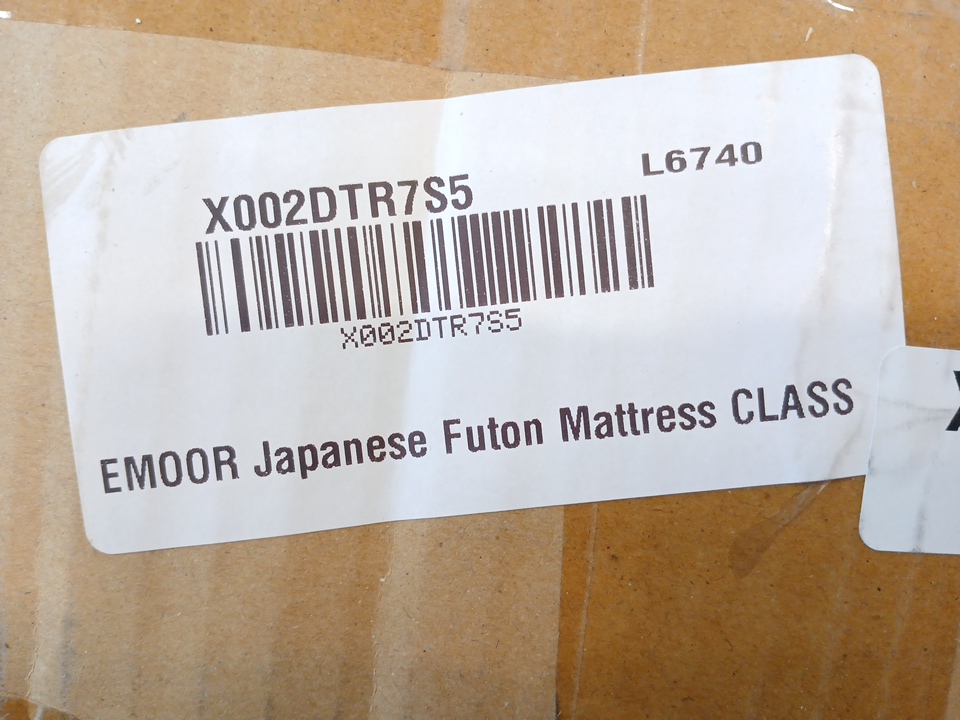 L6740
X002DTR7S5
X002DTR7S5
EMOOR Japanese Futon Mattress CLASS